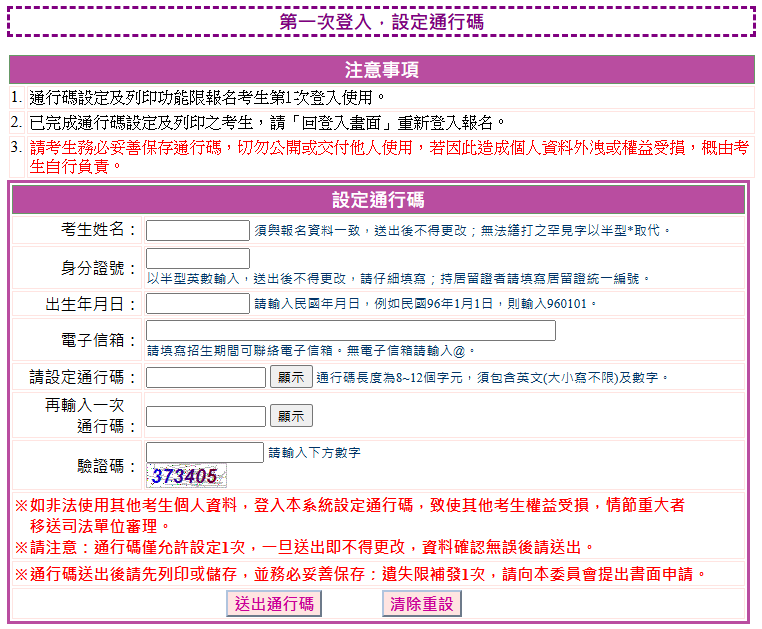 第一次登入，設定通行碼
注意事項
1. 通行碼設定及列印功能限報名考生第1次登入使用。
2. 已完成通行碼設定及列印之考生，請「回登入畫面」重新登入報名。
3. 請考生務必妥善保存通行碼，切勿公開或交付他人使用，若因此造成個人資料外洩或權益受損，概由考
生自行負責。
設定通行碼
考生姓名： 須與報名資料一致，送出後不得更改；無法繕打之罕見字以半型*取代。
身分證號：
以半型英數輸入，送出後不得更改，請仔細填寫；持居留證者請填寫居留證統一編號。
出生年月日： 請輸入民國年月日，例如民國96年1月1日，則輸入960101。
電子信箱：
請填寫招生期間可聯絡電子信箱。無電子信箱請輸入@。
請設定通行碼： 顯示 通行碼長度為8~12個字元，須包含英文(大小寫不限)及數字。
再輸入一次
通行碼： 顯示
驗證碼： 請輸入下方數字
373405
※如非法使用其他考生個人資料，登入本系統設定通行碼，致使其他考生權益受損，情節重大者
移送司法單位審理。
※請注意：通行碼僅允許設定1次，一旦送出即不得更改，資料確認無誤後請送出。
※通行碼送出後請先列印或儲存，並務必妥善保存；遺失限補發1次，請向本委員會提出書面申請。
送出通行碼 清除重設